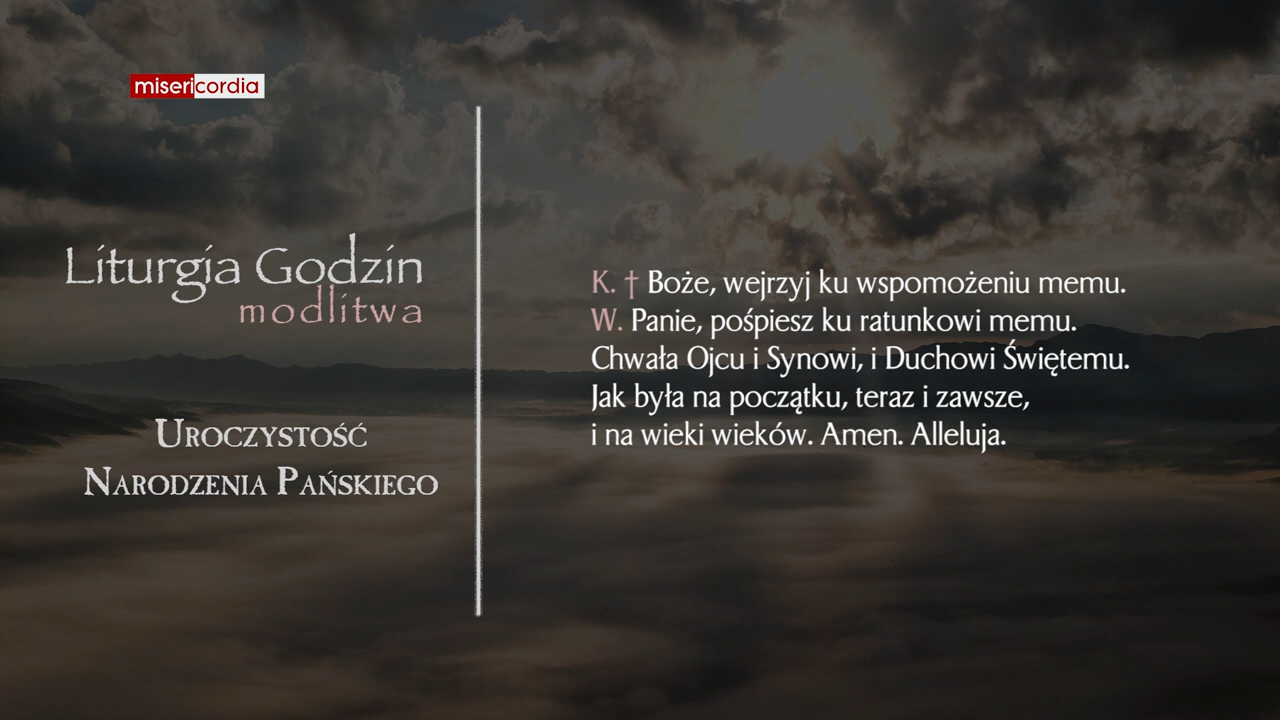 misericordia
Liturgia Godzin
modlitwa
Uroczystość
Narodzenia Pańskiego
K. † Boże, wejrzyj ku wspomożeniu memu.
W. Panie, pośpiesz ku ratunkowi memu.
Chwała Ojcu i Synowi, i Duchowi Świętemu.
Jak była na początku, teraz i zawsze,
i na wieki wieków. Amen. Alleluja.